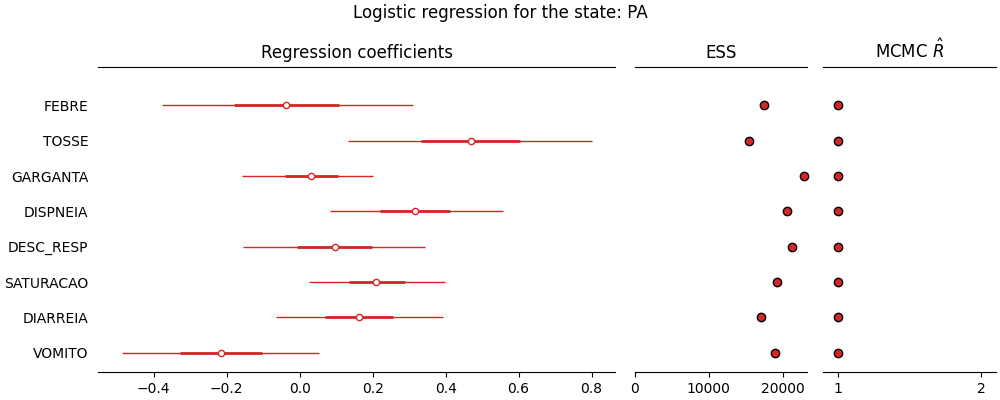 Logistic regression for the state: PA
Regression coefficients
ESS
MCMC R̂
FEBRE
TOSSE
GARGANTA
DISPNEIA
DESC_RESP
SATURACAO
DIARREIA
VOMITO
−0.4 −0.2 0.0 0.2 0.4 0.6 0.8
0 10000 20000
1 2